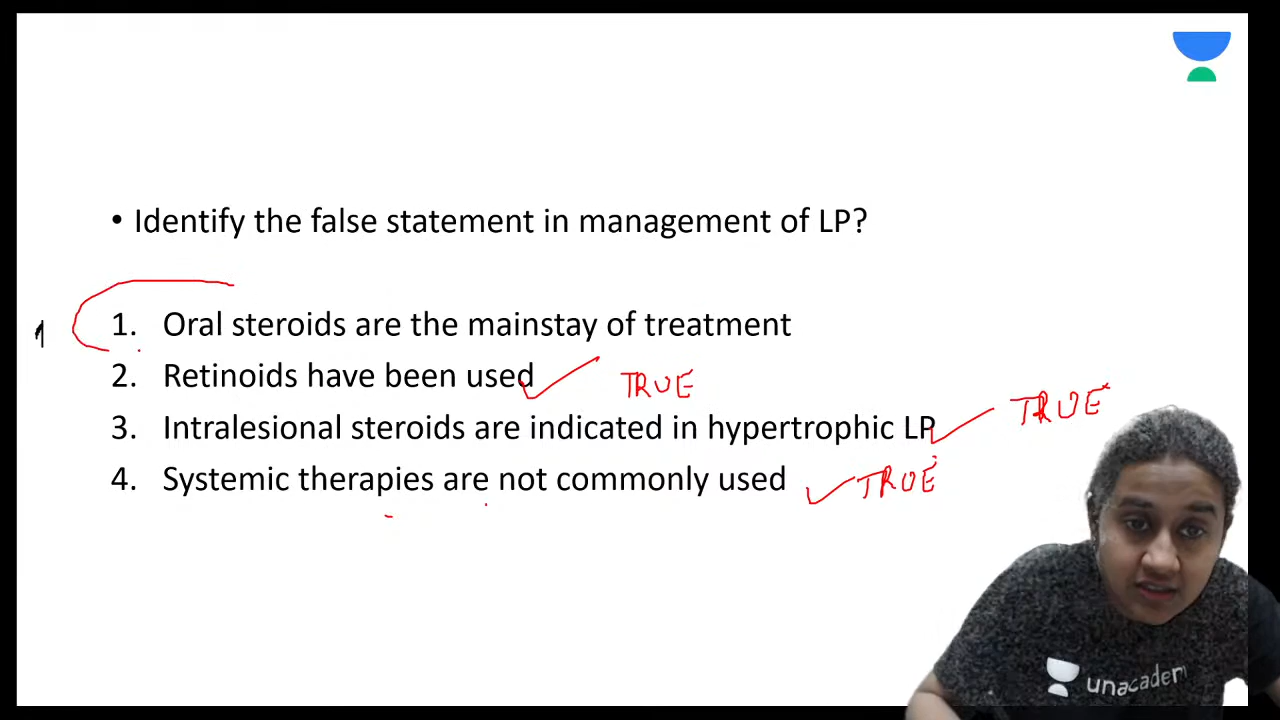 • Identify the false statement in management of LP?
1
1. Oral steroids are the mainstay of treatment
2. Retinoids have been used TRUE
3. Intralesional steroids are indicated in hypertrophic LP TRUE
4. Systemic therapies are not commonly used TRUE
unacadem